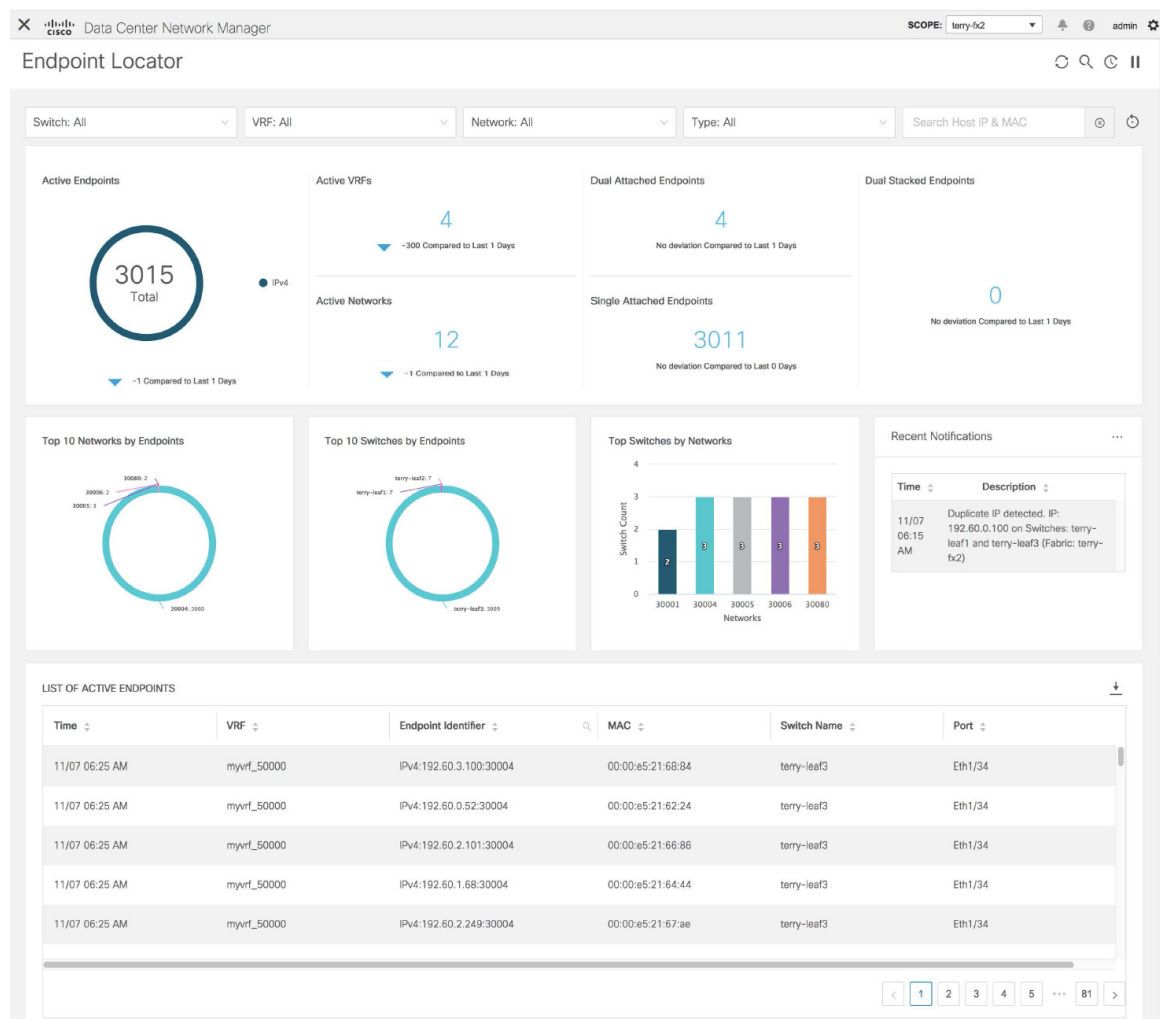 CISCO Data Center Network Manager
SCOPE: terry-fx2
admin
Endpoint Locator
Switch: All
VRF: All
Network: All
Type: All
Search Host IP & MAC
Active Endpoints
3015
Total
IPv4
-1 Compared to Last 1 Days
Active VRFs
4
-300 Compared to Last 1 Days
Active Networks
12
-1 Compared to Last 1 Days
Dual Attached Endpoints
4
No deviation Compared to Last 1 Days
Single Attached Endpoints
3011
No deviation Compared to Last 0 Days
Dual Stacked Endpoints
0
No deviation Compared to Last 1 Days
Top 10 Networks by Endpoints
30080: 2
30006: 2
30005: 3
30004: 3000
Top 10 Switches by Endpoints
terry-leaf2: 7
terry-leaf1: 7
terry-leaf3: 3009
Top Switches by Networks
Switch Count
4
3
2
1
0
2
3
3
3
3
30001 30004 30005 30006 30080
Networks
Recent Notifications
...
Time Description
11/07
06:15
AM
Duplicate IP detected. IP:
192.60.0.100 on Switches: terry-
leaf1 and terry-leaf3 (Fabric: terry-
fx2)
LIST OF ACTIVE ENDPOINTS
Time VRF Endpoint Identifier MAC Switch Name Port
11/07 06:25 AM myvrf_50000 IPv4:192.60.3.100:30004 00:00:e5:21:68:84 terry-leaf3 Eth1/34
11/07 06:25 AM myvrf_50000 IPv4:192.60.0.52:30004 00:00:e5:21:62:24 terry-leaf3 Eth1/34
11/07 06:25 AM myvrf_50000 IPv4:192.60.2.101:30004 00:00:e5:21:66:86 terry-leaf3 Eth1/34
11/07 06:25 AM myvrf_50000 IPv4:192.60.1.68:30004 00:00:e5:21:64:44 terry-leaf3 Eth1/34
11/07 06:25 AM myvrf_50000 IPv4:192.60.2.249:30004 00:00:e5:21:67:ae terry-leaf3 Eth1/34
< 1 2 3 4 5 ••• 81 >